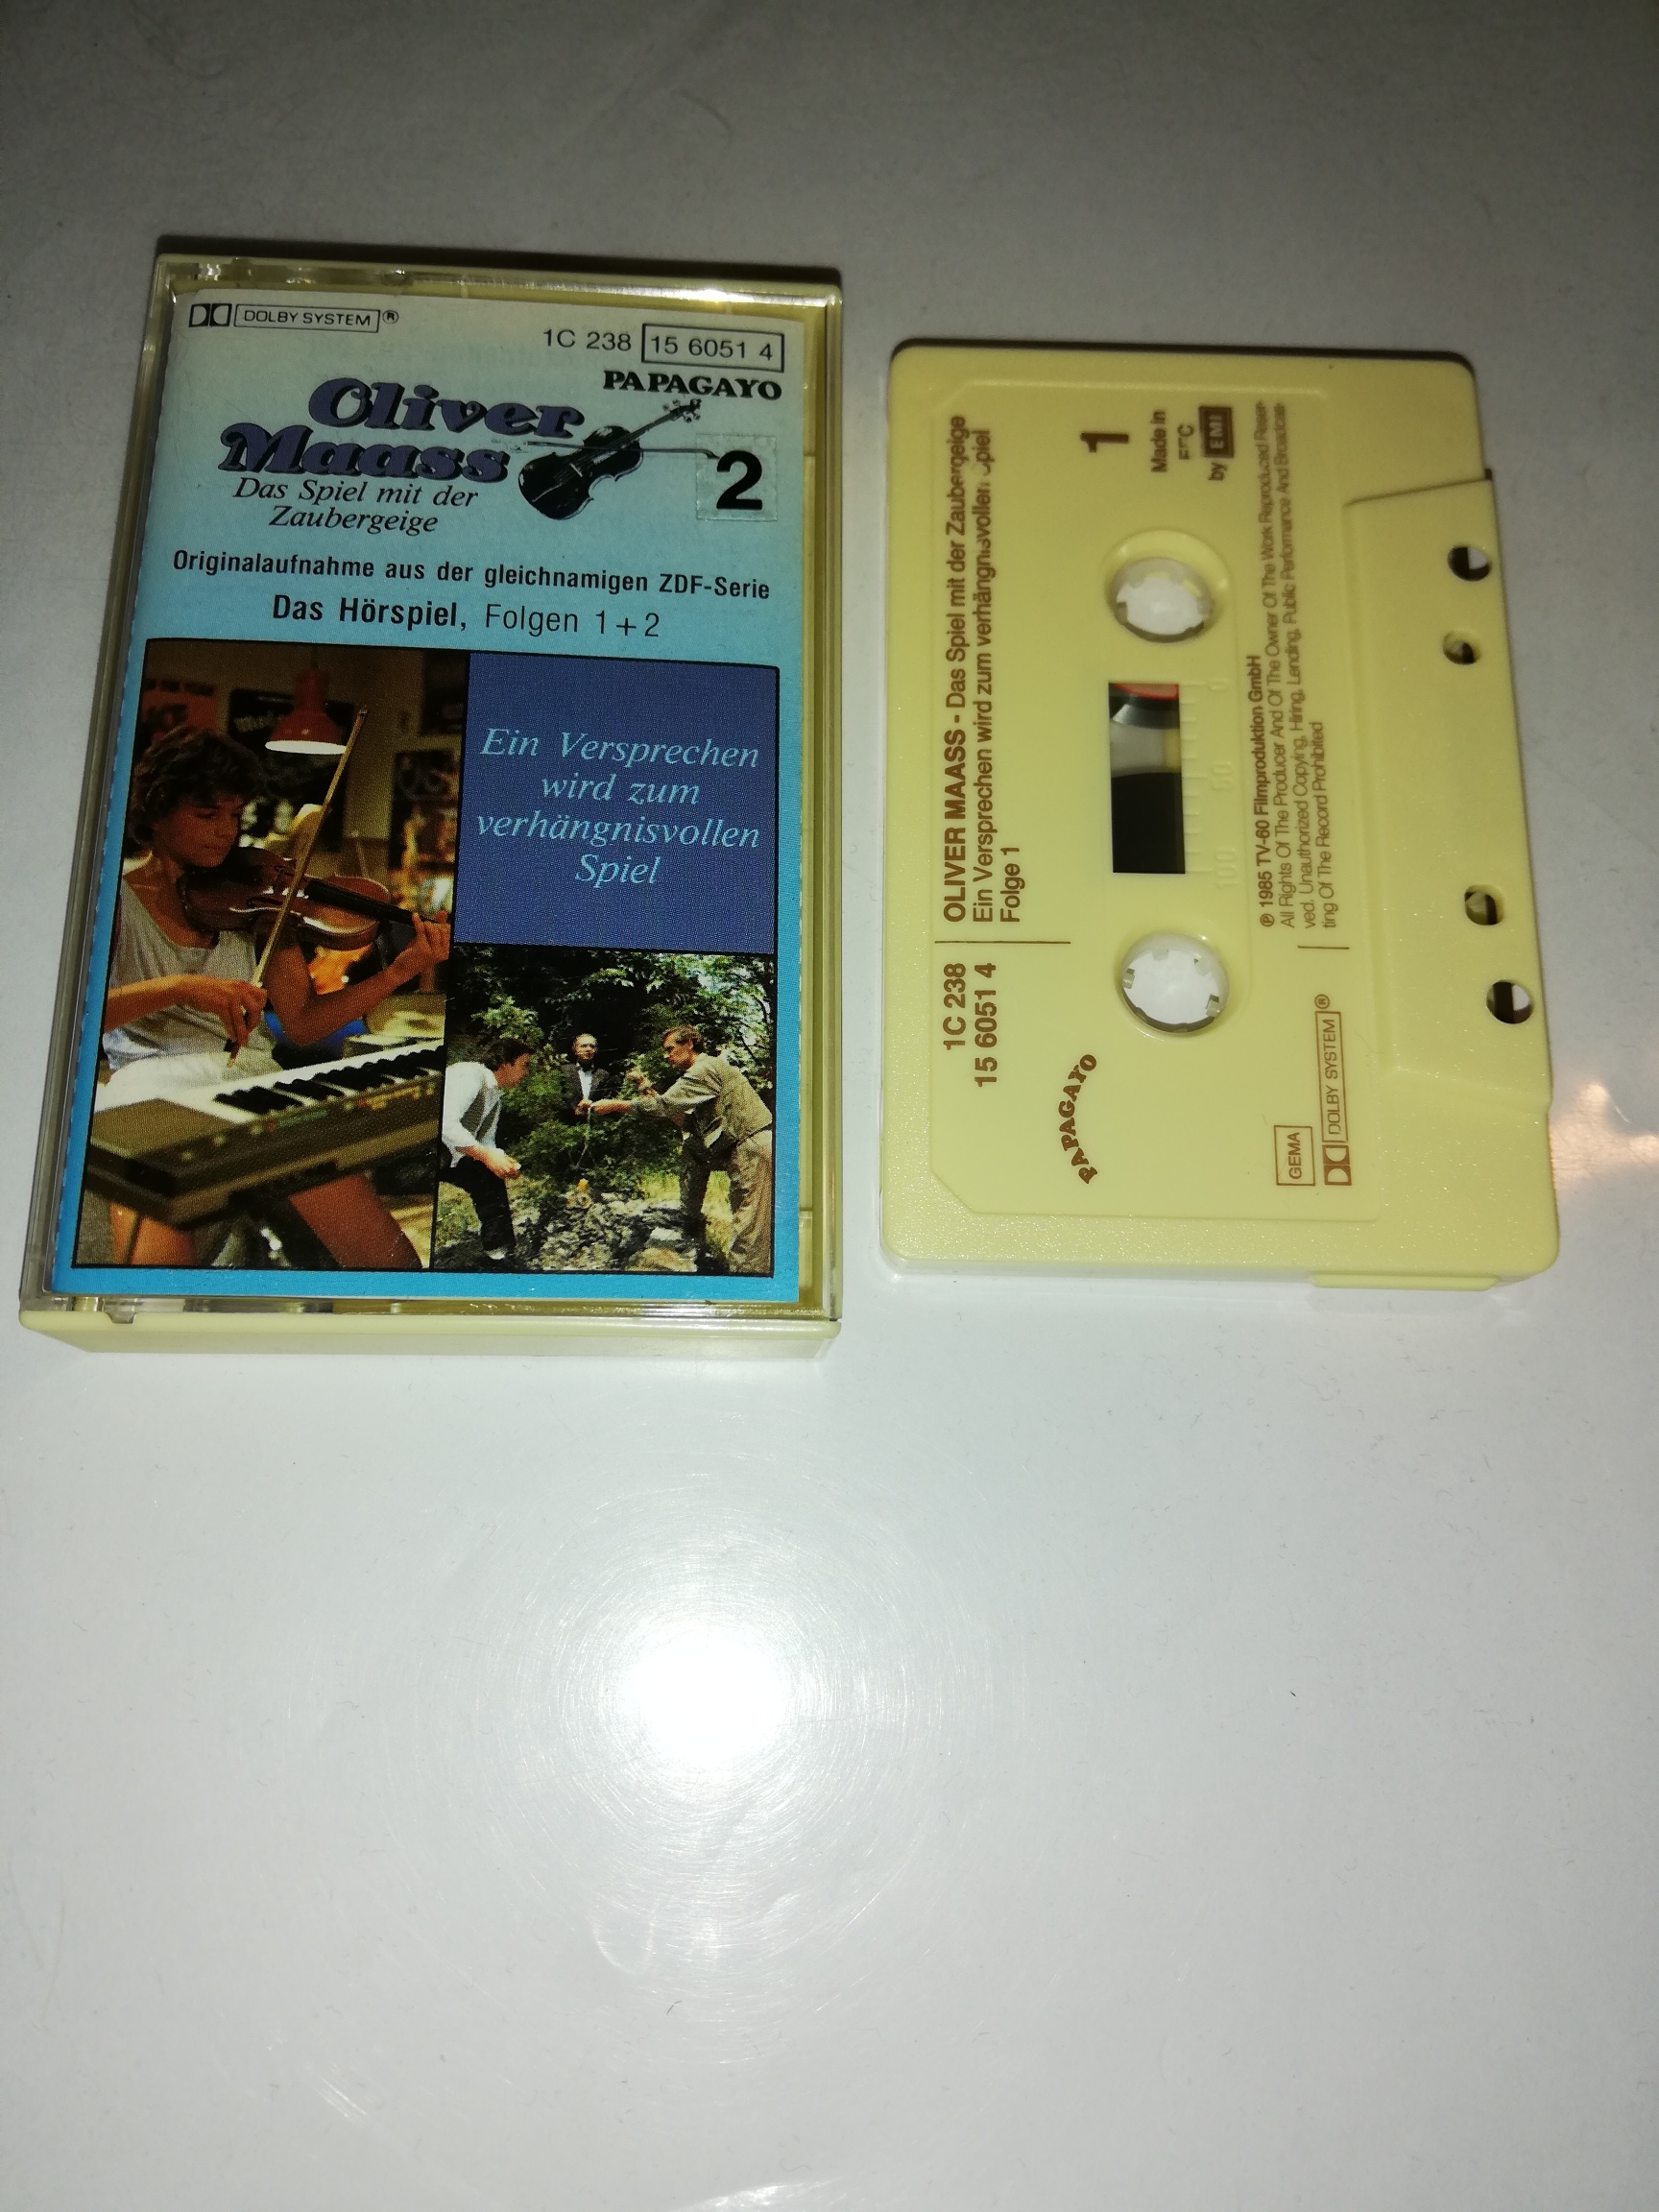 DOLBY SYSTEM®
1C 238 15 6051 4
PAPAGAYO
Oliver
Maass
2
Das Spiel mit der
Zaubergeige
Originalaufnahme aus der gleichnamigen ZDF-Serie
Das Hörspiel, Folgen 1+2
Ein Versprechen
wird zum
verhängnisvollen
Spiel
1C 238
15 6051 4
OLIVER MAASS - Das Spiel mit der Zaubergeige
Ein Versprechen wird zum verhängnisvollen Spiel
Folge 1
PAPAGAYO
1
Made in
by EMI
100 50 0
GEMA
DOLBY SYSTEM®
℗ 1985 TV-60 Filmproduktion GmbH
All Rights Of The Producer And Of The Owner Of The Work Reproduced Reser-
ved. Unauthorized Copying, Hiring, Lending, Public Performance And Broadcas-
ting Of The Record Prohibited